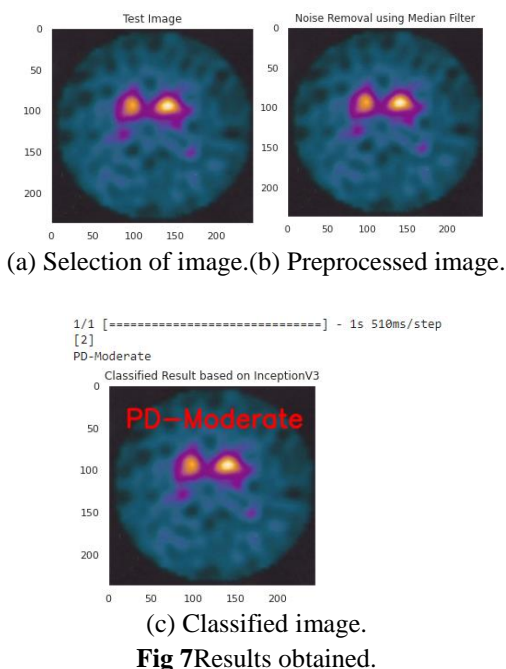 Test Image
Noise Removal using Median Filter
0
50
100
150
200
0 50 100 150 200
0
50
100
150
200
0 50 100 150 200
(a) Selection of image.(b) Preprocessed image.
1/1 [==============================] - 1s 510ms/step
[2]
PD-Moderate
Classified Result based on InceptionV3
PD-Moderate
0
50
100
150
200
0 50 100 150 200
(c) Classified image.
Fig 7Results obtained.